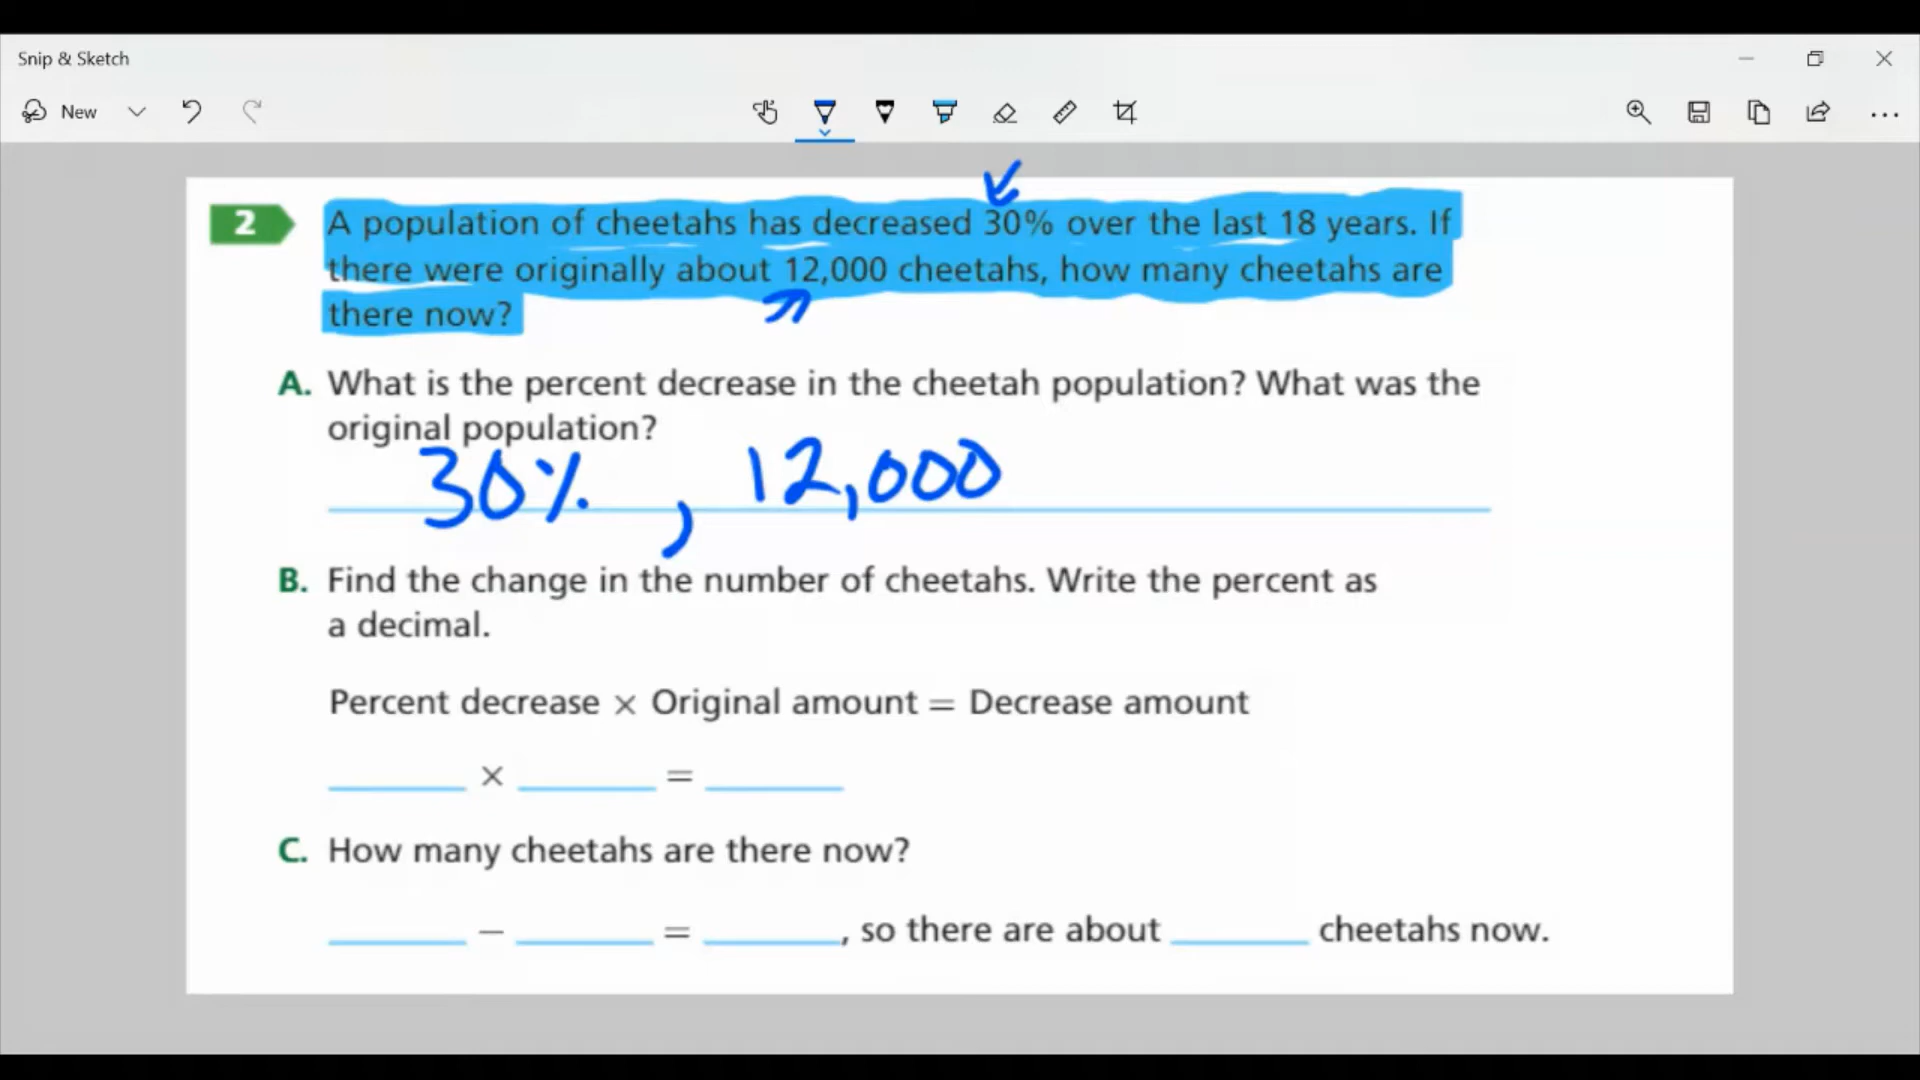 Snip & Sketch
New
2 A population of cheetahs has decreased 30% over the last 18 years. If
there were originally about 12,000 cheetahs, how many cheetahs are
there now?
A. What is the percent decrease in the cheetah population? What was the
original population?
30% , 12,000
B. Find the change in the number of cheetahs. Write the percent as
a decimal.
Percent decrease × Original amount = Decrease amount
× =
C. How many cheetahs are there now?
− = , so there are about cheetahs now.